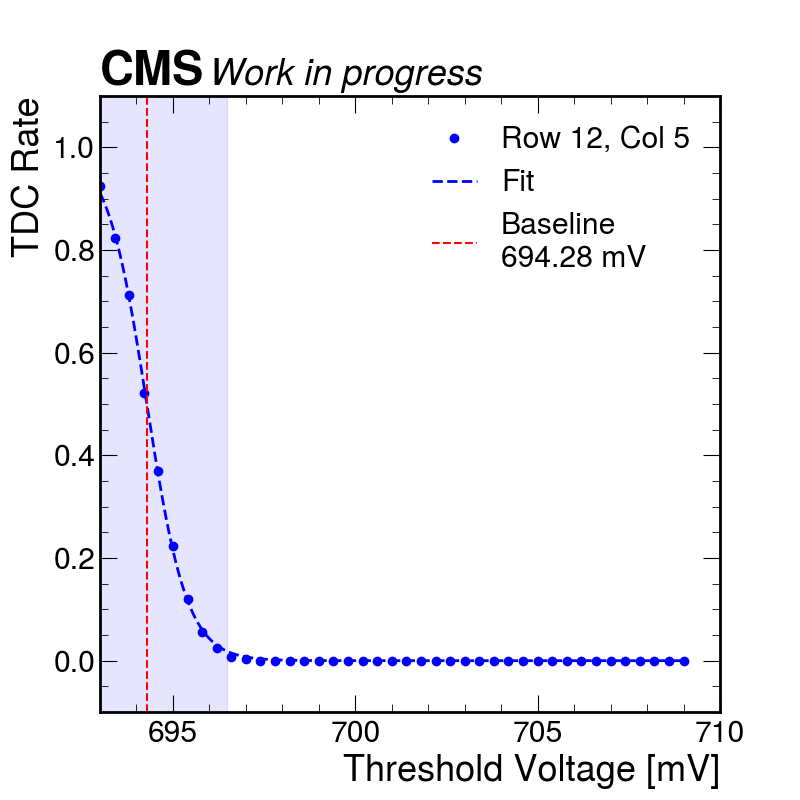 CMS Work in progress
TDC Rate
1.0
0.8
0.6
0.4
0.2
0.0
Row 12, Col 5
Fit
Baseline
694.28 mV
695
700
705
710
Threshold Voltage [mV]